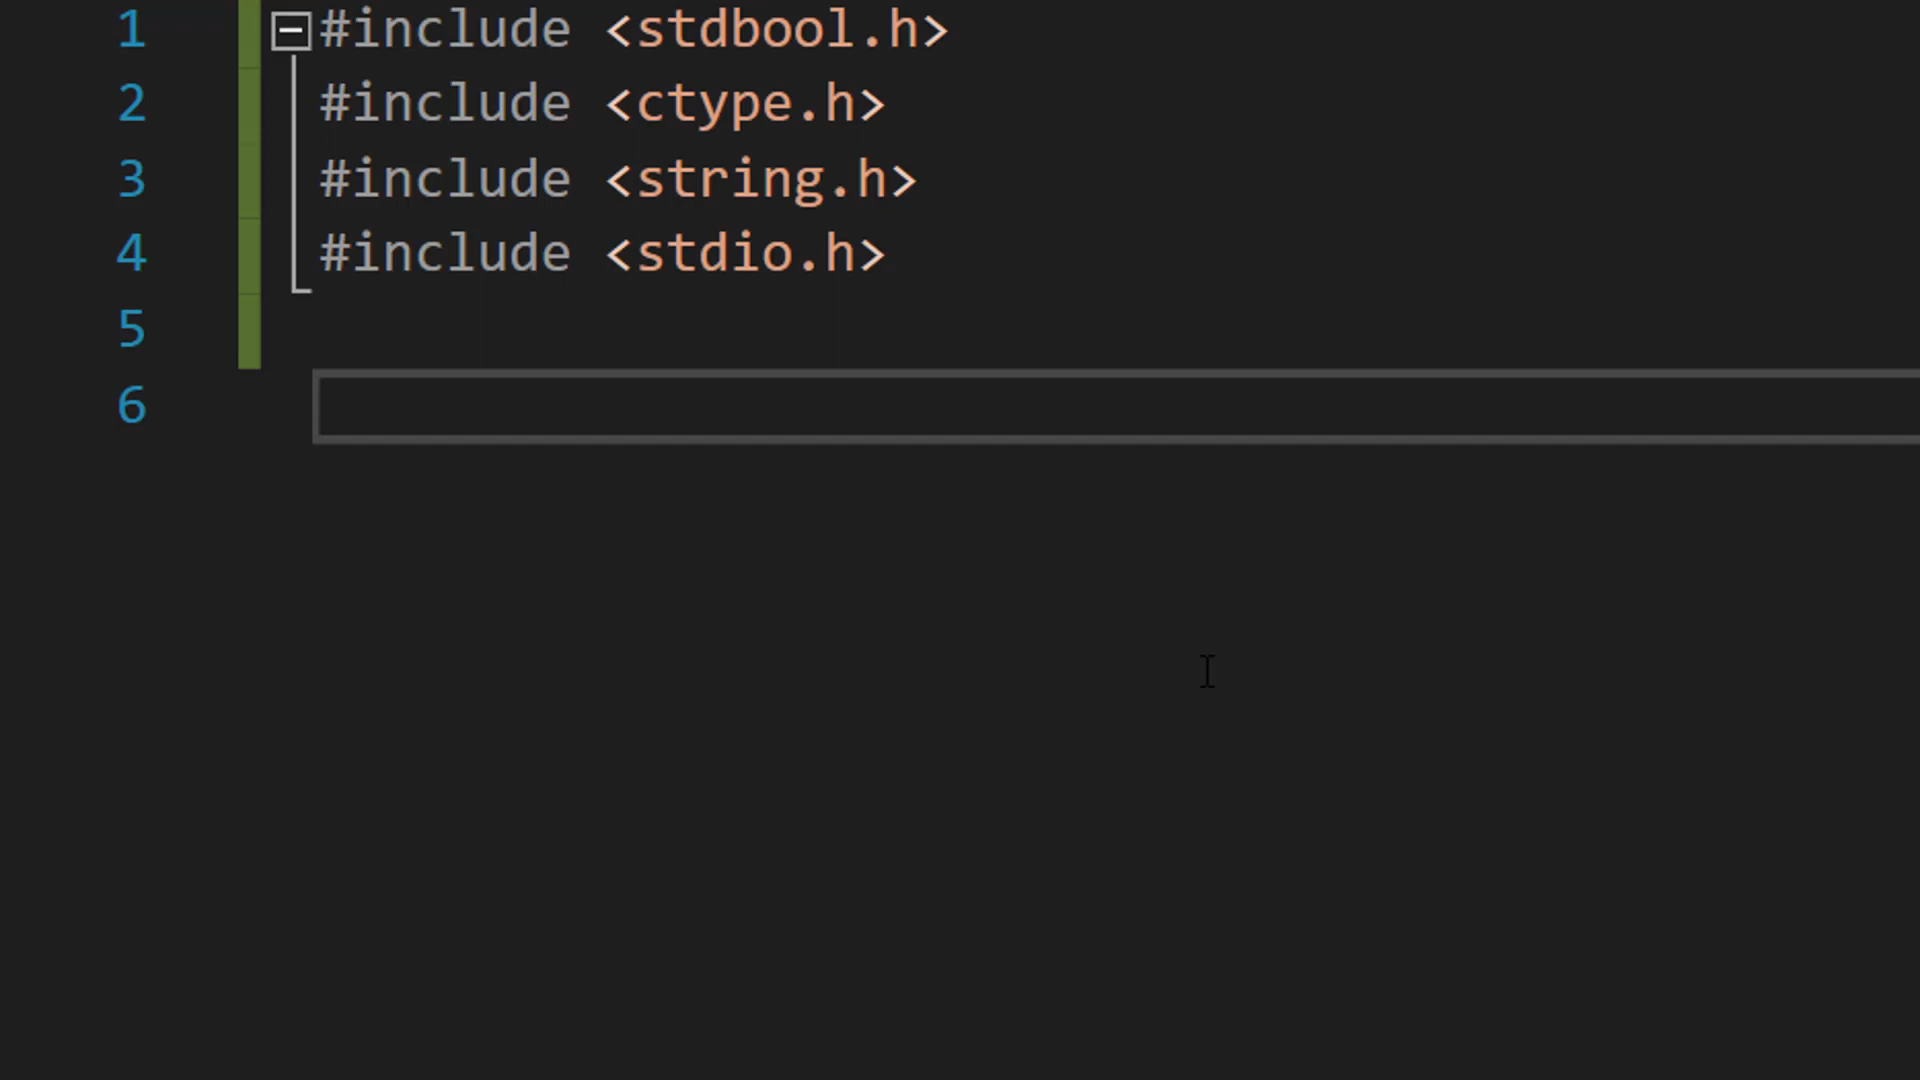 1 #include <stdbool.h>
2 #include <ctype.h>
3 #include <string.h>
4 #include <stdio.h>
5
6